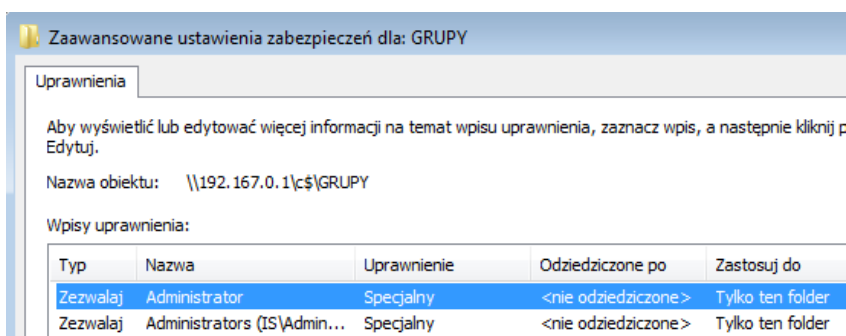 Zaawansowane ustawienia zabezpieczeń dla: GRUPY
Uprawnienia
Aby wyświetlić lub edytować więcej informacji na temat wpisu uprawnienia, zaznacz wpis, a następnie kliknij
Edytuj.
Nazwa obiektu: \\192.167.0.1\c$\GRUPY
Wpisy uprawnienia:
Typ Nazwa Uprawnienie Odziedziczone po Zastosuj do
Zezwalaj Administrator Specjalny <nie odziedziczone> Tylko ten folder
Zezwalaj Administrators (IS\Admin... Specjalny <nie odziedziczone> Tylko ten folder